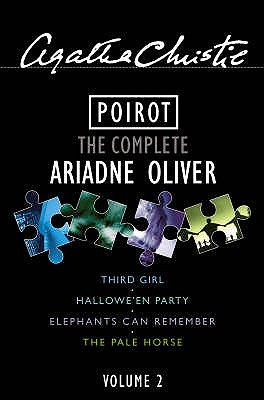 Agatha Christie
POIROT
THE COMPLETE
ARIADNE OLIVER
THIRD GIRL
HALLOWE'EN PARTY
ELEPHANTS CAN REMEMBER
THE PALE HORSE
VOLUME 2